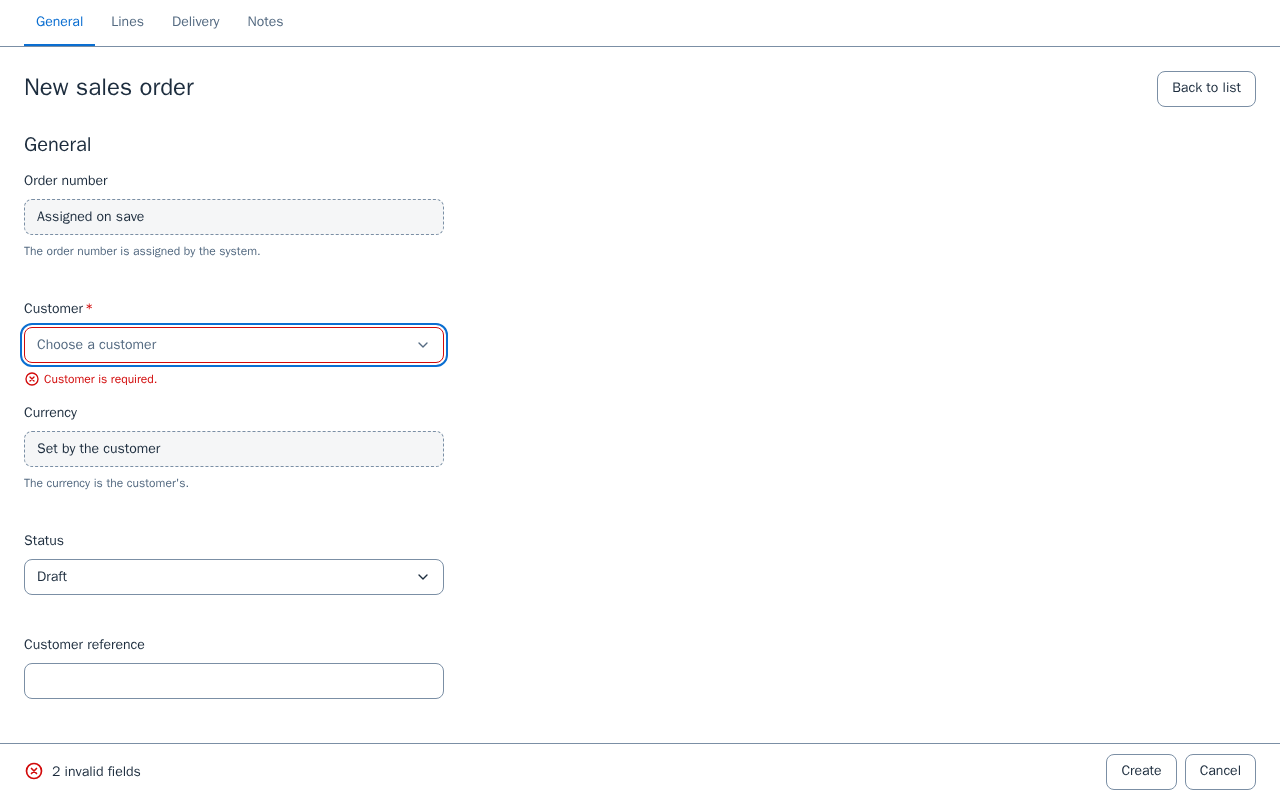 General Lines Delivery Notes
New sales order
Back to list
General
Order number
Assigned on save
The order number is assigned by the system.
Customer *
Choose a customer
Customer is required.
Currency
Set by the customer
The currency is the customer's.
Status
Draft
Customer reference
2 invalid fields
Create Cancel